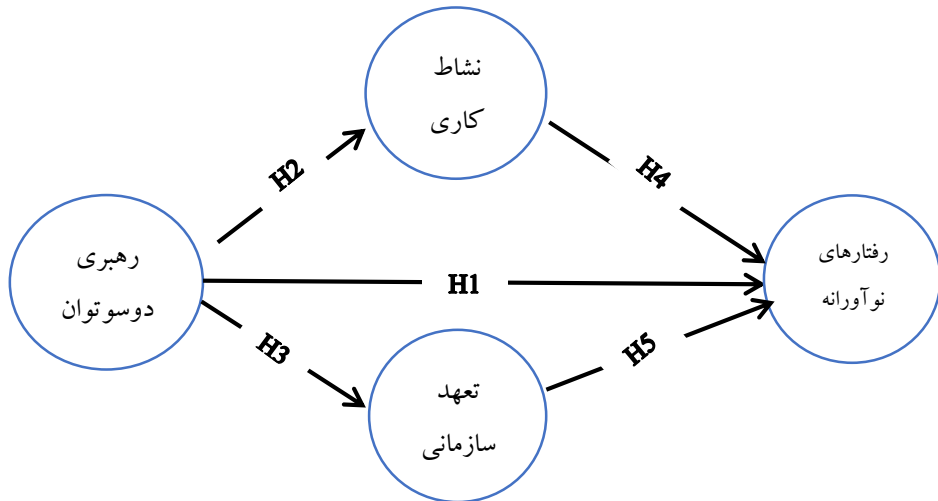 نشاط
کاری
H2
H4
رهبری
دوسوتوان
H1
رفتارهای
نوآورانه
H3
H5
تعهد
سازمانی